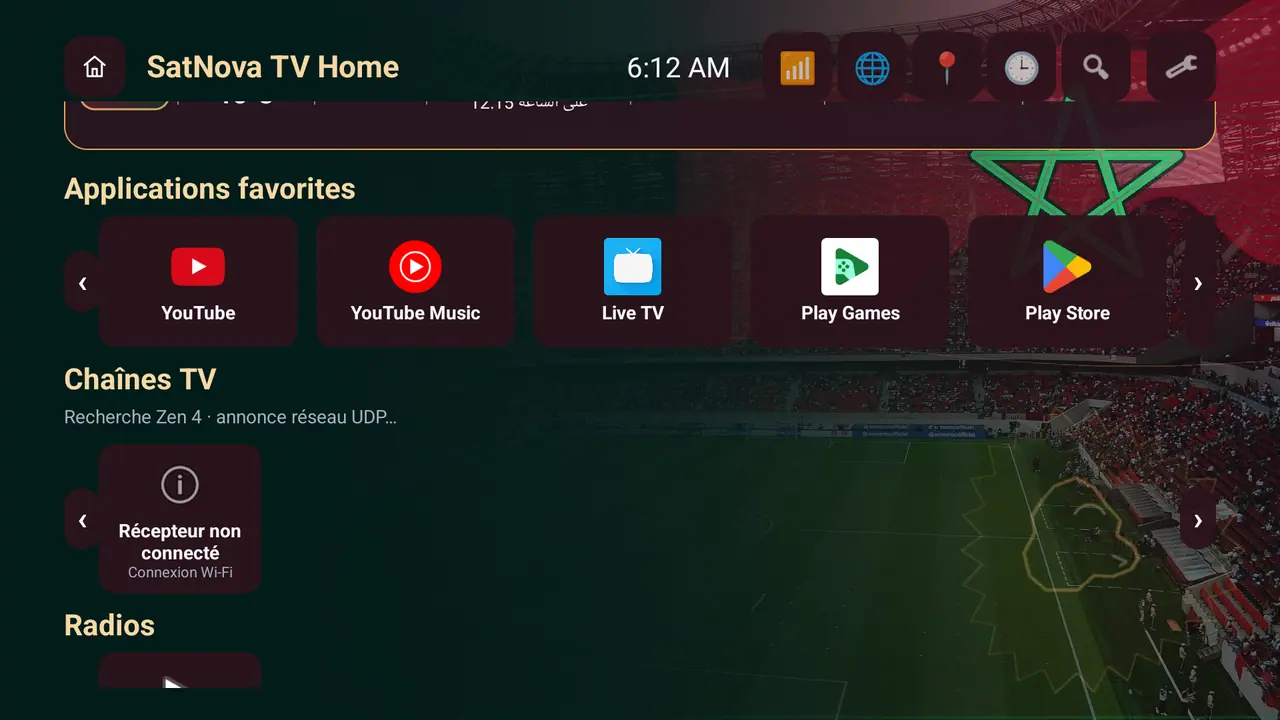 SatNova TV Home
6:12 AM
على الساعة 12.15
Applications favorites
‹
YouTube
YouTube Music
Live TV
Play Games
Play Store
›
Chaînes TV
Recherche Zen 4 · annonce réseau UDP…
‹
Récepteur non
connecté
Connexion Wi-Fi
›
Radios